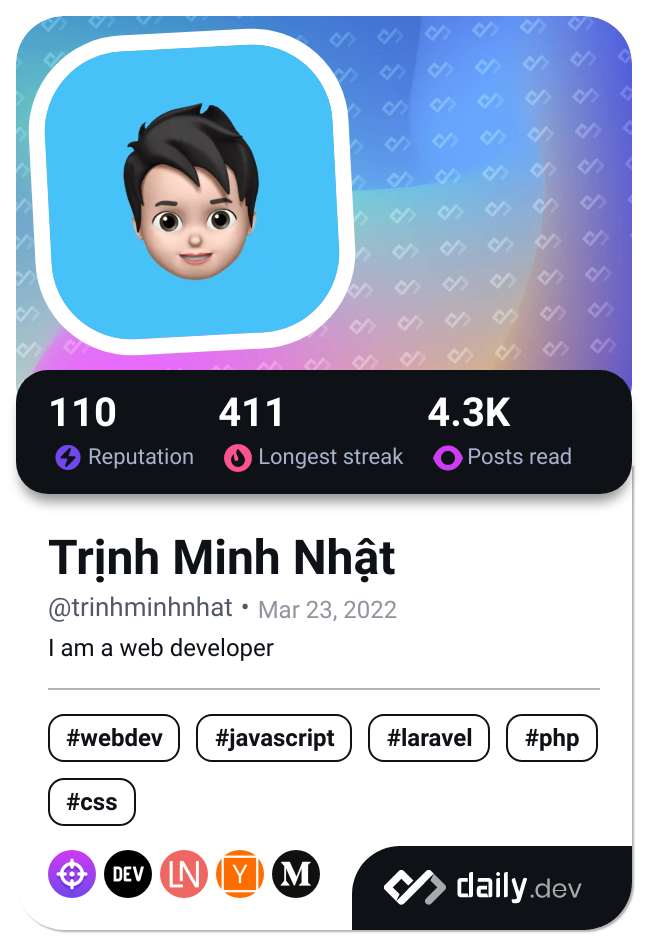 110 411 4.3K
Reputation Longest streak Posts read
Trịnh Minh Nhật
@trinhminhnhat • Mar 23, 2022
I am a web developer
#webdev #javascript #laravel #php
#css
DEV LN Y M daily.dev